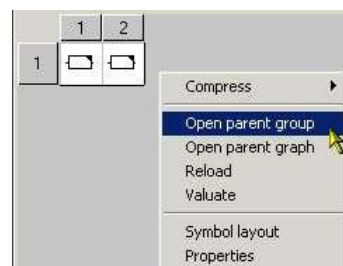 1 2
1
Compress
Open parent group
Open parent graph
Reload
Valuate
Symbol layout
Properties